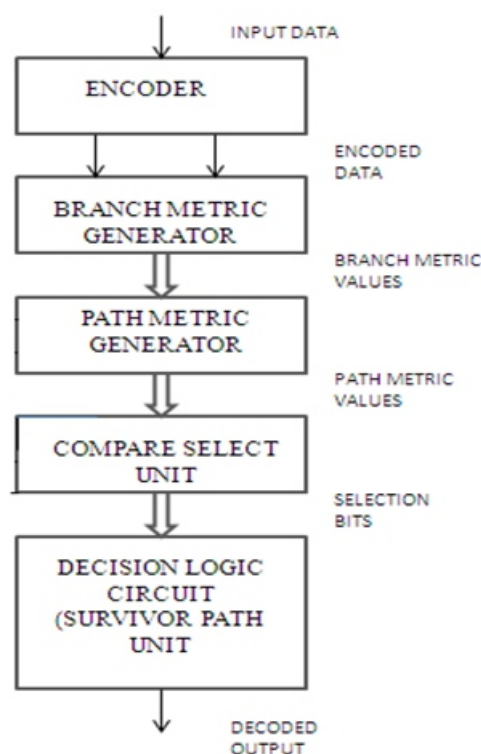 INPUT DATA
ENCODER
ENCODED
DATA
BRANCH METRIC
GENERATOR
BRANCH METRIC
VALUES
PATH METRIC
GENERATOR
PATH METRIC
VALUES
COMPARE SELECT
UNIT
SELECTION
BITS
DECISION LOGIC
CIRCUIT
(SURVIVOR PATH
UNIT
DECODED
OUTPUT